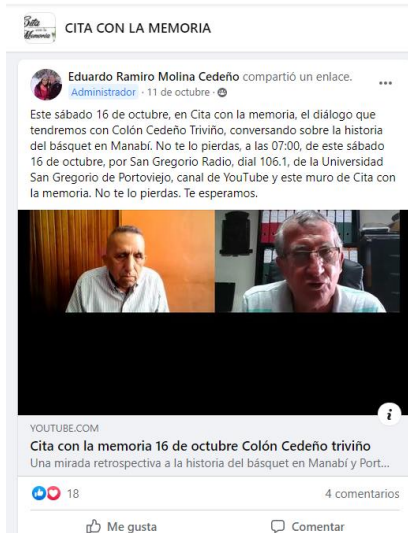 Cita
con la
Memoria
CITA CON LA MEMORIA
Eduardo Ramiro Molina Cedeño compartió un enlace.
Administrador · 11 de octubre ·
Este sábado 16 de octubre, en Cita con la memoria, el diálogo que
tendremos con Colón Cedeño Triviño, conversando sobre la historia
del básquet en Manabí. No te lo pierdas, a las 07:00, de este sábado
16 de octubre, por San Gregorio Radio, dial 106.1, de la Universidad
San Gregorio de Portoviejo, canal de YouTube y este muro de Cita con
la memoria. No te lo pierdas. Te esperamos.
YOUTUBE.COM
Cita con la memoria 16 de octubre Colón Cedeño triviño
Una mirada retrospectiva a la historia del básquet en Manabí y Port...
18
4 comentarios
Me gusta
Comentar